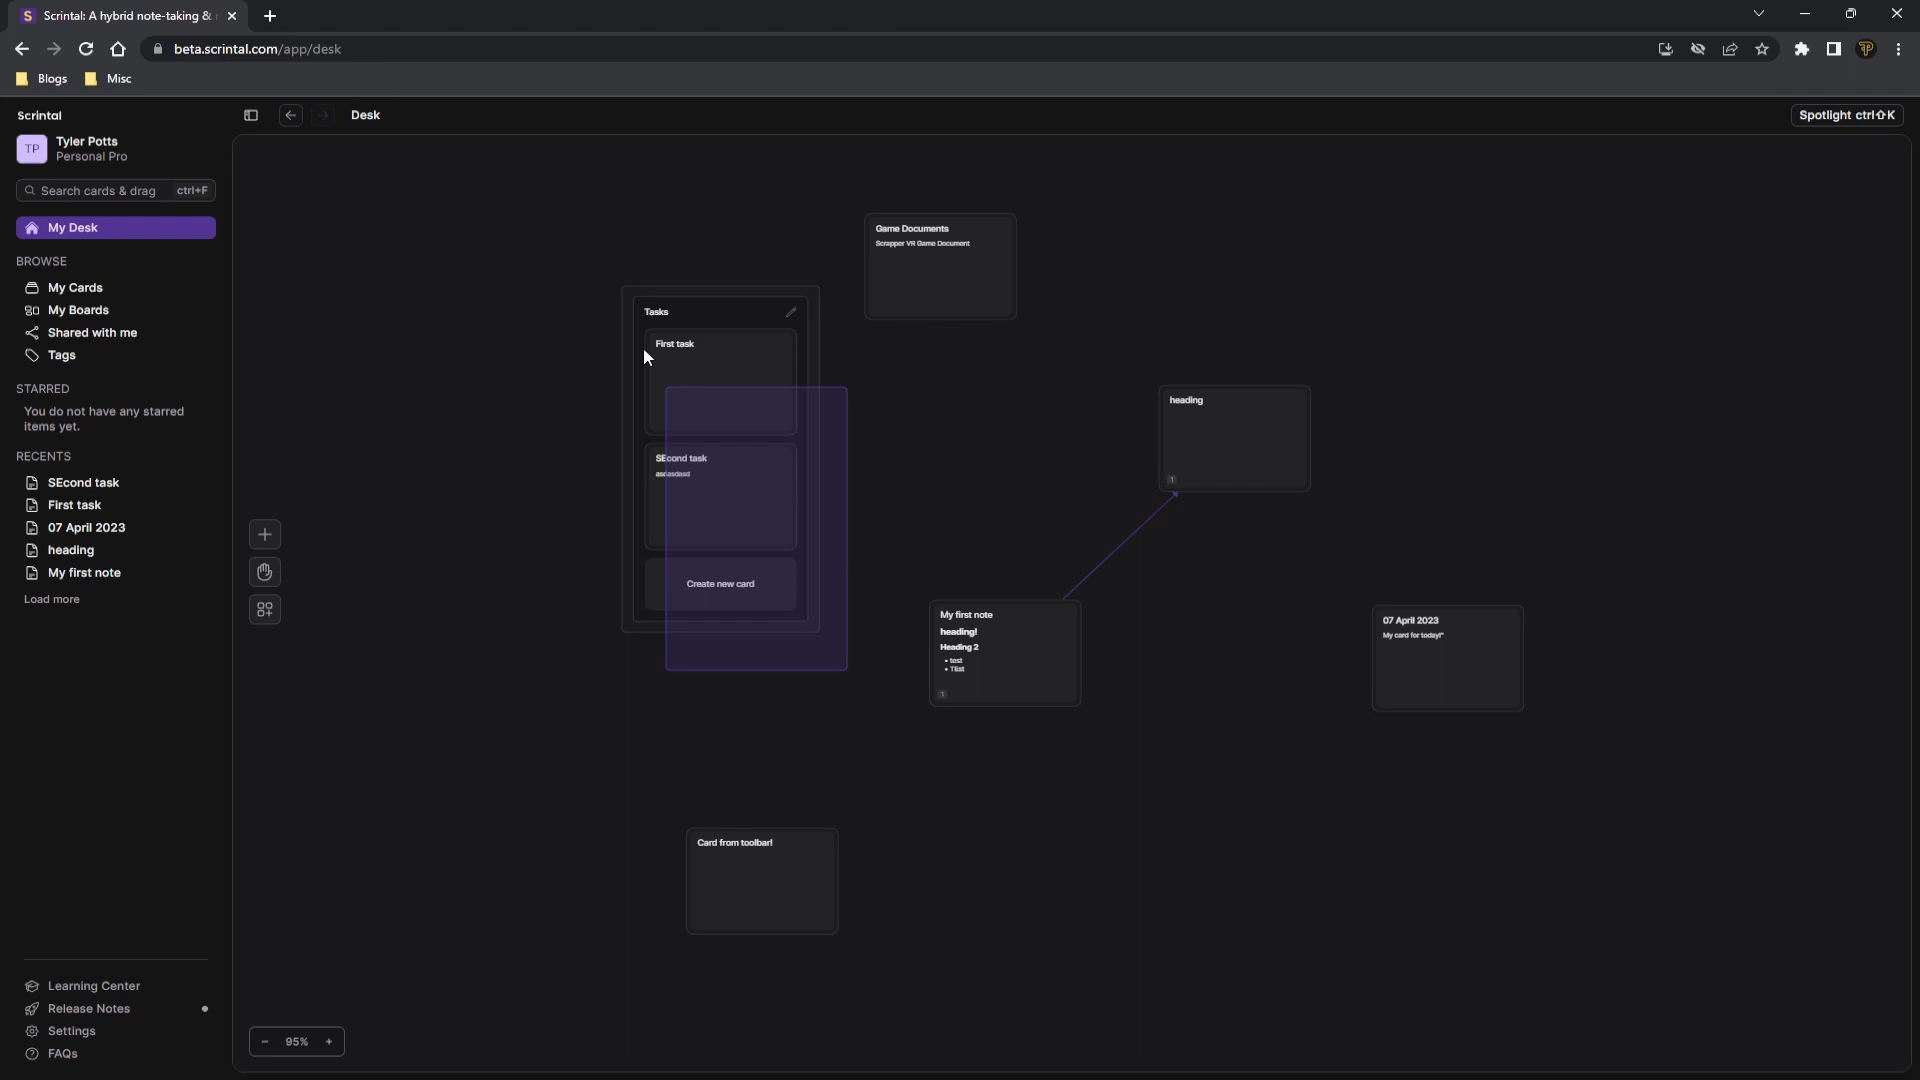 Scrintal: A hybrid note-taking &
beta.scrintal.com/app/desk
Blogs
Misc
Scrintal
Desk
Spotlight ctrl⇧K
TP
Tyler Potts
Personal Pro
Search cards & drag
ctrl+F
My Desk
BROWSE
My Cards
My Boards
Shared with me
Tags
STARRED
You do not have any starred
items yet.
RECENTS
SEcond task
First task
07 April 2023
heading
My first note
Load more
Learning Center
Release Notes
Settings
FAQs
95%
Game Documents
Scrapper VR Game Document
Tasks
First task
SEcond task
asdasdasd
Create new card
heading
1
My first note
heading!
Heading 2
• test
• TEst
1
07 April 2023
My card for today!"
Card from toolbar!